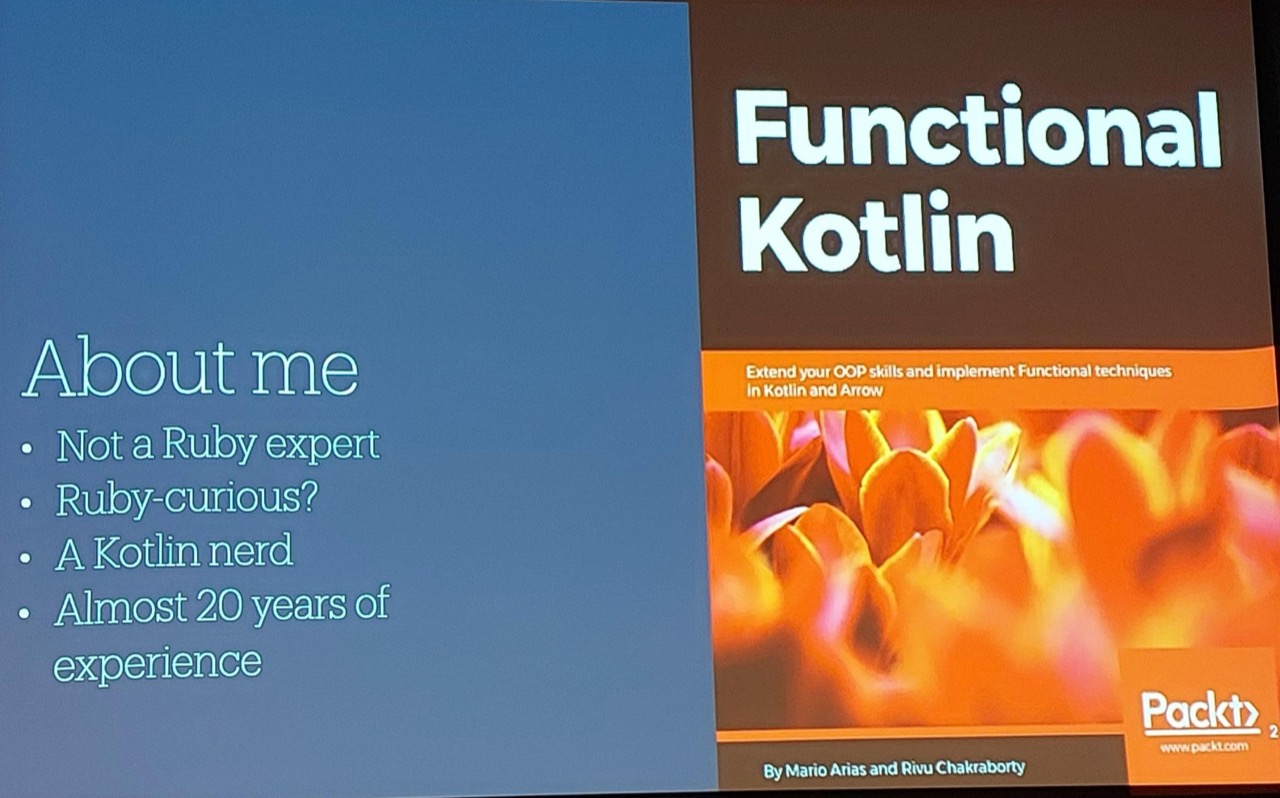 About me
• Not a Ruby expert
• Ruby-curious?
• A Kotlin nerd
• Almost 20 years of
experience
Functional
Kotlin
Extend your OOP skills and implement Functional techniques
in Kotlin and Arrow
Packt>
www.packt.com
2
By Mario Arias and Rivu Chakraborty